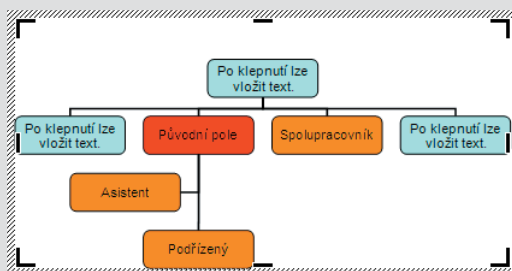 Po klepnutí lze
vložit text.
Po klepnutí lze
vložit text.
Původní pole
Spolupracovník
Po klepnutí lze
vložit text.
Asistent
Podřízený